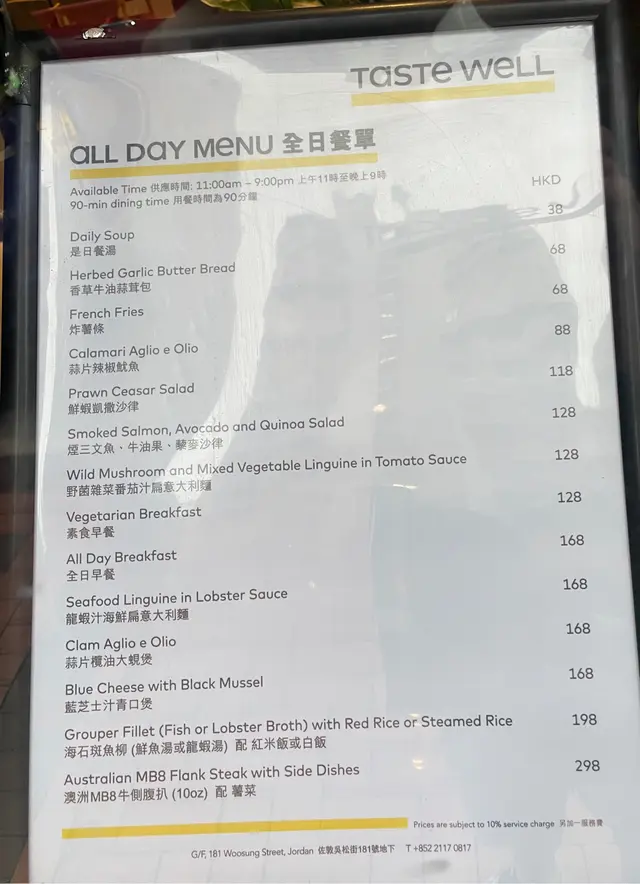 TASTE WELL
ALL DAY MENU 全日餐單
Available Time 供應時間: 11:00am – 9:00pm 上午11時至晚上9時
90-min dining time 用餐時間為90分鐘
HKD
Daily Soup 38
是日餐湯
Herbed Garlic Butter Bread 68
香草牛油蒜茸包
French Fries 68
炸薯條
Calamari Aglio e Olio 88
蒜片辣椒魷魚
Prawn Ceasar Salad 118
鮮蝦凱撒沙律
Smoked Salmon, Avocado and Quinoa Salad 128
煙三文魚、牛油果、藜麥沙律
Wild Mushroom and Mixed Vegetable Linguine in Tomato Sauce 128
野菌雜菜番茄汁扁意大利麵
Vegetarian Breakfast 128
素食早餐
All Day Breakfast 168
全日早餐
Seafood Linguine in Lobster Sauce 168
龍蝦汁海鮮扁意大利麵
Clam Aglio e Olio 168
蒜片欖油大蜆煲
Blue Cheese with Black Mussel 168
藍芝士汁青口煲
Grouper Fillet (Fish or Lobster Broth) with Red Rice or Steamed Rice 198
海石斑魚柳 (鮮魚湯或龍蝦湯) 配 紅米飯或白飯
Australian MB8 Flank Steak with Side Dishes 298
澳洲MB8牛側腹扒 (10oz) 配 薯菜
Prices are subject to 10% service charge 另加一服務費
G/F, 181 Woosung Street, Jordan 佐敦吳松街181號地下 T +852 2117 0817